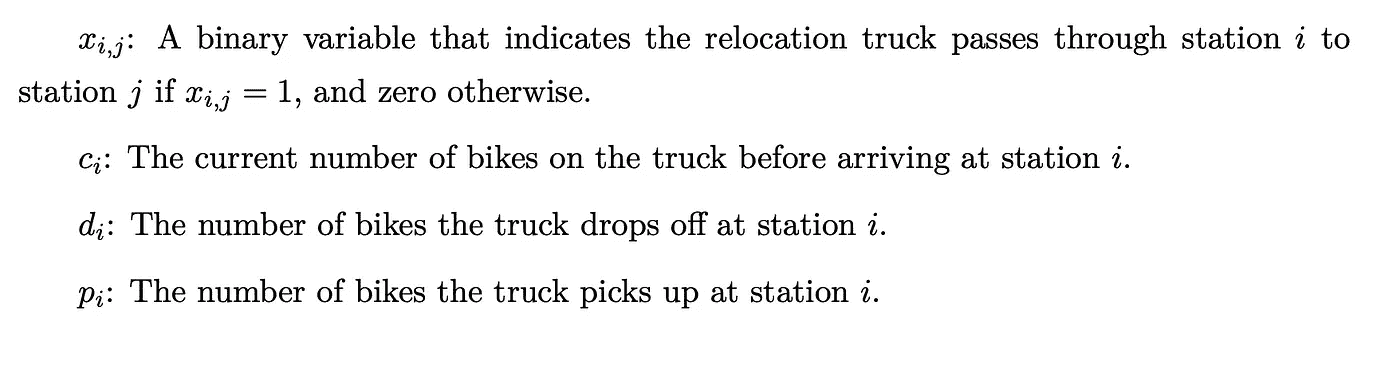 x_{i,j}: A binary variable that indicates the relocation truck passes through station i to
station j if x_{i,j} = 1, and zero otherwise.
c_i: The current number of bikes on the truck before arriving at station i.
d_i: The number of bikes the truck drops off at station i.
p_i: The number of bikes the truck picks up at station i.